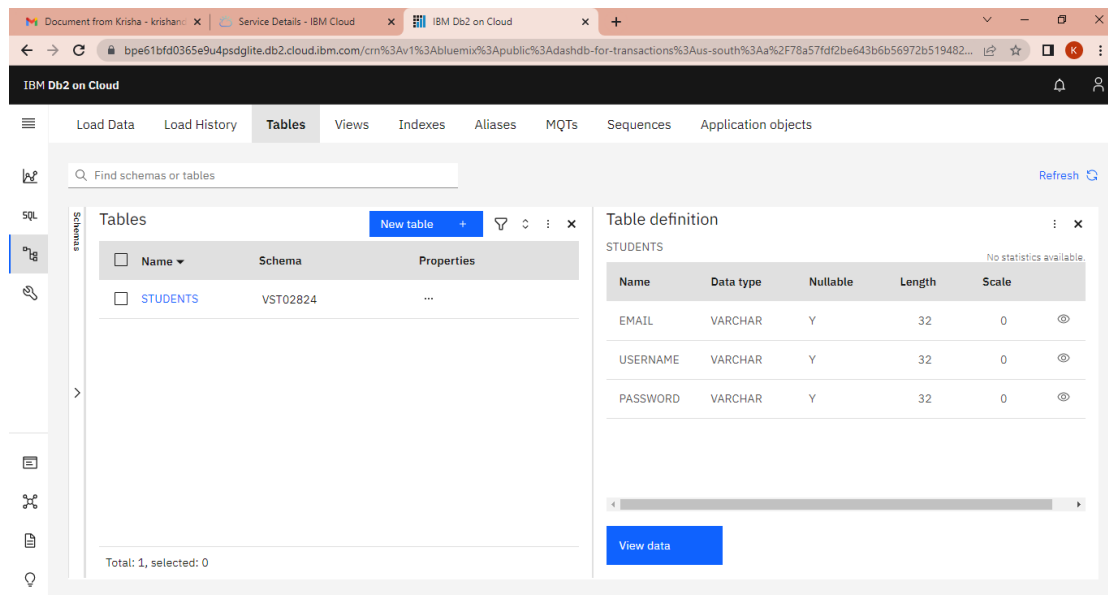 Document from Krisha - krishand
Service Details - IBM Cloud
IBM Db2 on Cloud
bpe61bfd0365e9u4psdglite.db2.cloud.ibm.com/crn%3Av1%3Abluemix%3Apublic%3Adashdb-for-transactions%3Aus-south%3Aa%2F78a57fdf2be643b6b56972b519482...
K
IBM Db2 on Cloud
Load Data Load History Tables Views Indexes Aliases MQTs Sequences Application objects
Find schemas or tables
Refresh
SQL
Schemas
Tables
New table +
Name Schema Properties
STUDENTS VST02824 ...
Total: 1, selected: 0
Table definition
STUDENTS
No statistics available.
Name Data type Nullable Length Scale
EMAIL VARCHAR Y 32 0
USERNAME VARCHAR Y 32 0
PASSWORD VARCHAR Y 32 0
View data